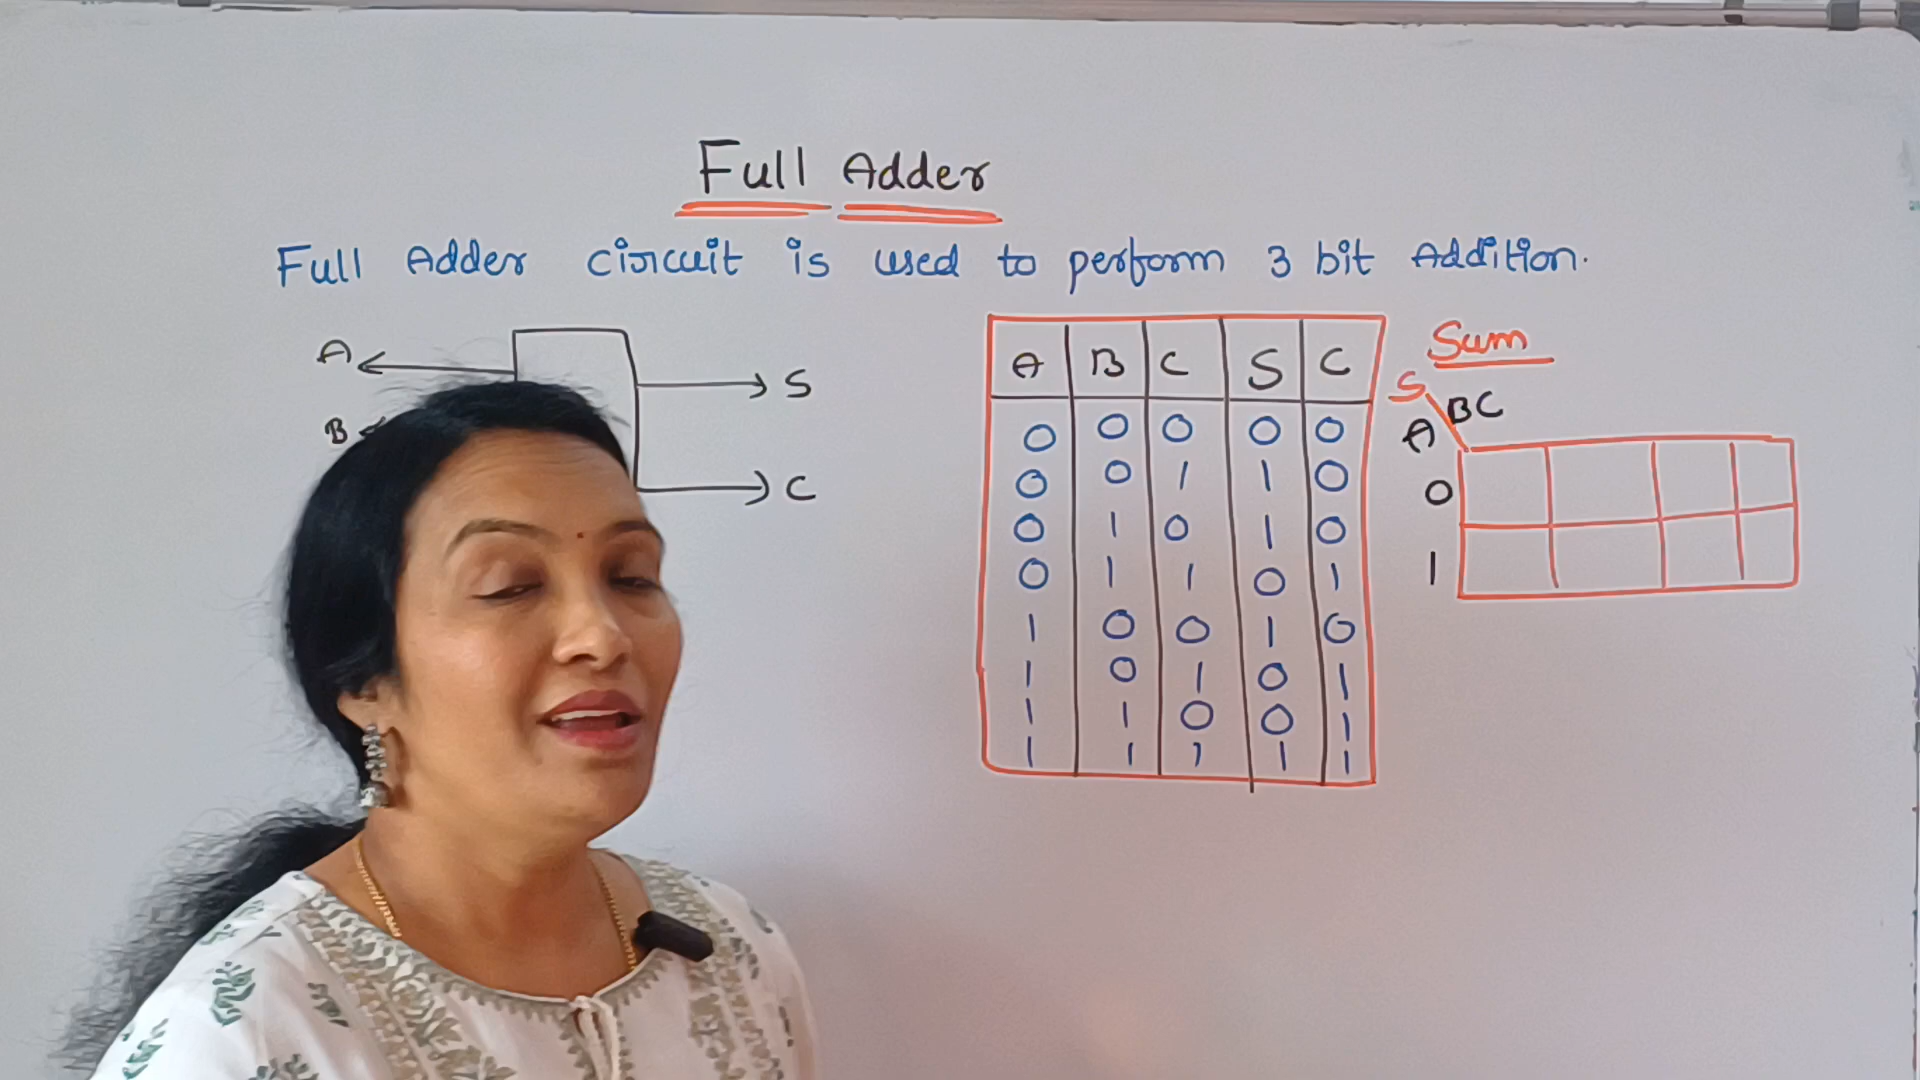 Full Adder
Full Adder circuit is used to perform 3 bit Addition.
A
B
S
C
A B C S C
0 0 0 0 0
0 0 1 1 0
0 1 0 1 0
0 1 1 0 1
1 0 0 1 0
1 0 1 0 1
1 1 0 0 1
1 1 1 1 1
Sum
S
BC
A
0
1